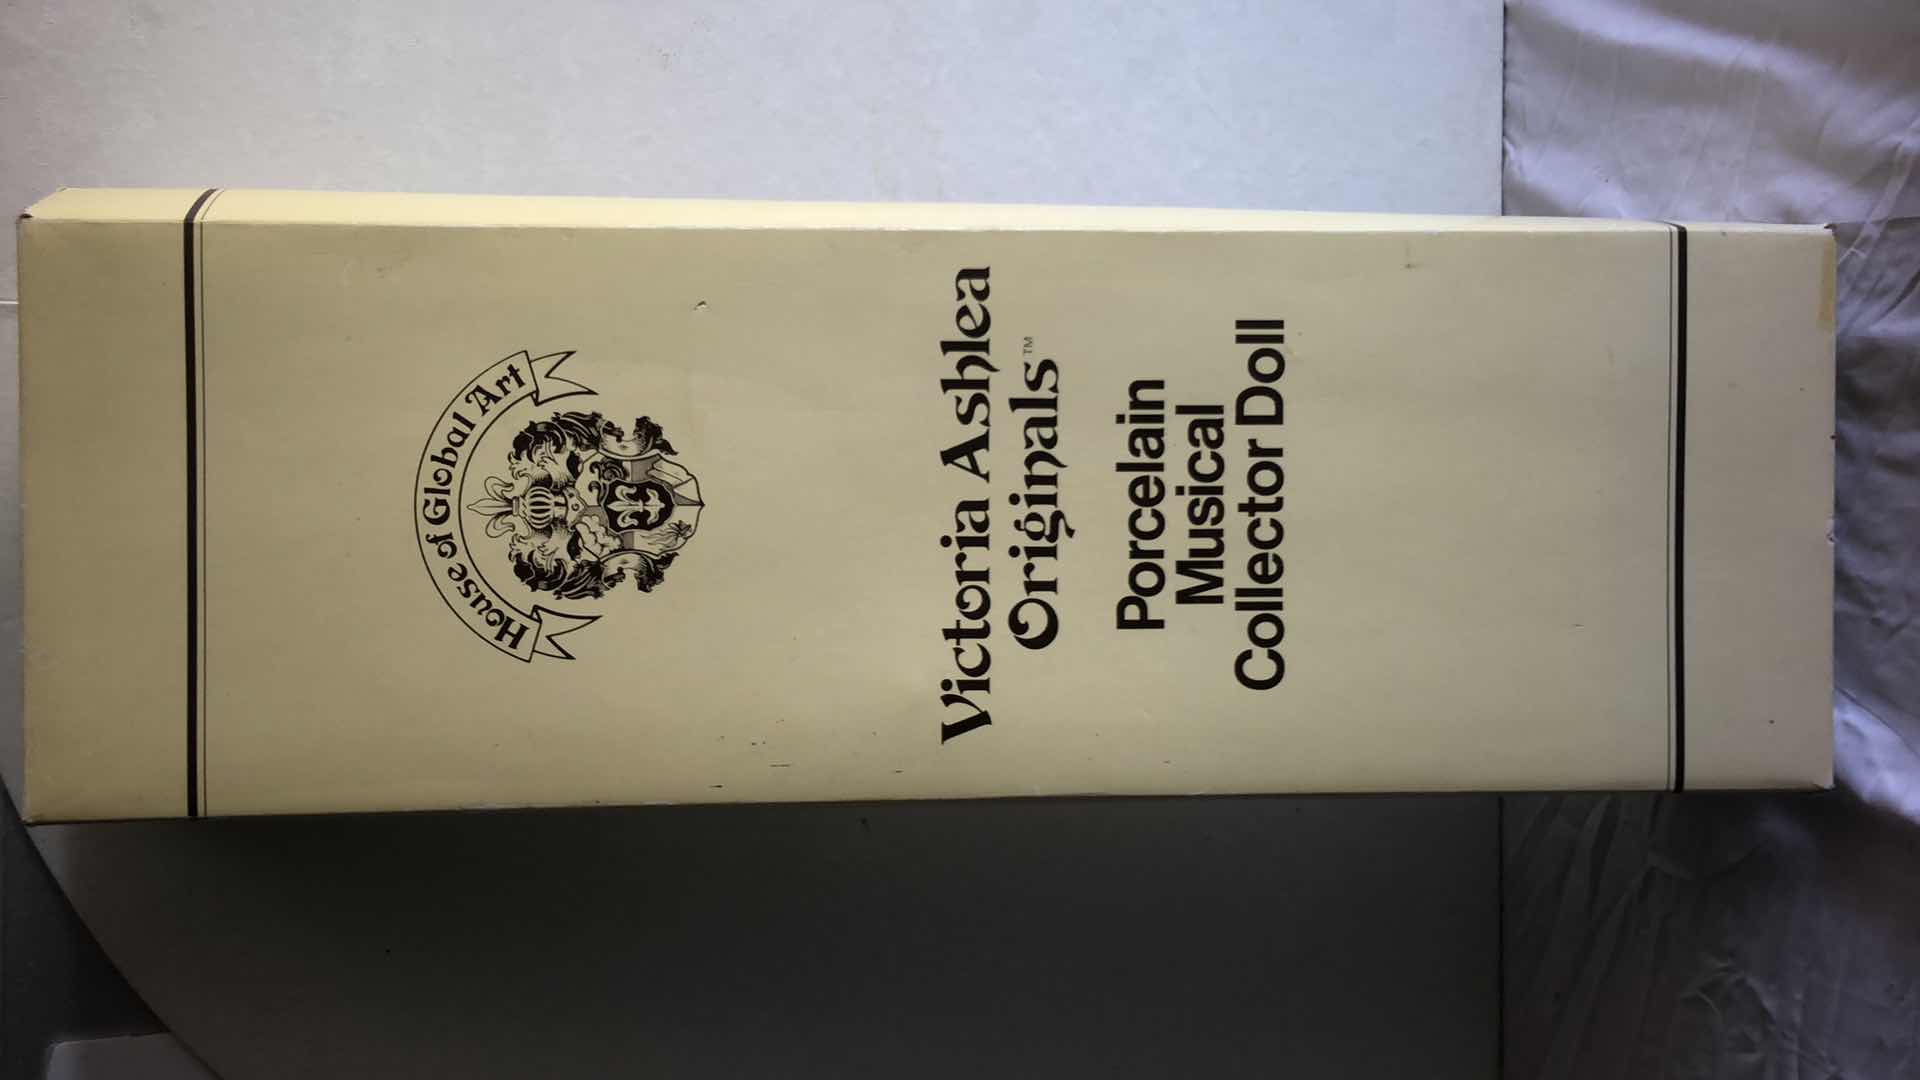 House of Global Art
Victoria Ashlea
Originals™
Porcelain
Musical
Collector Doll